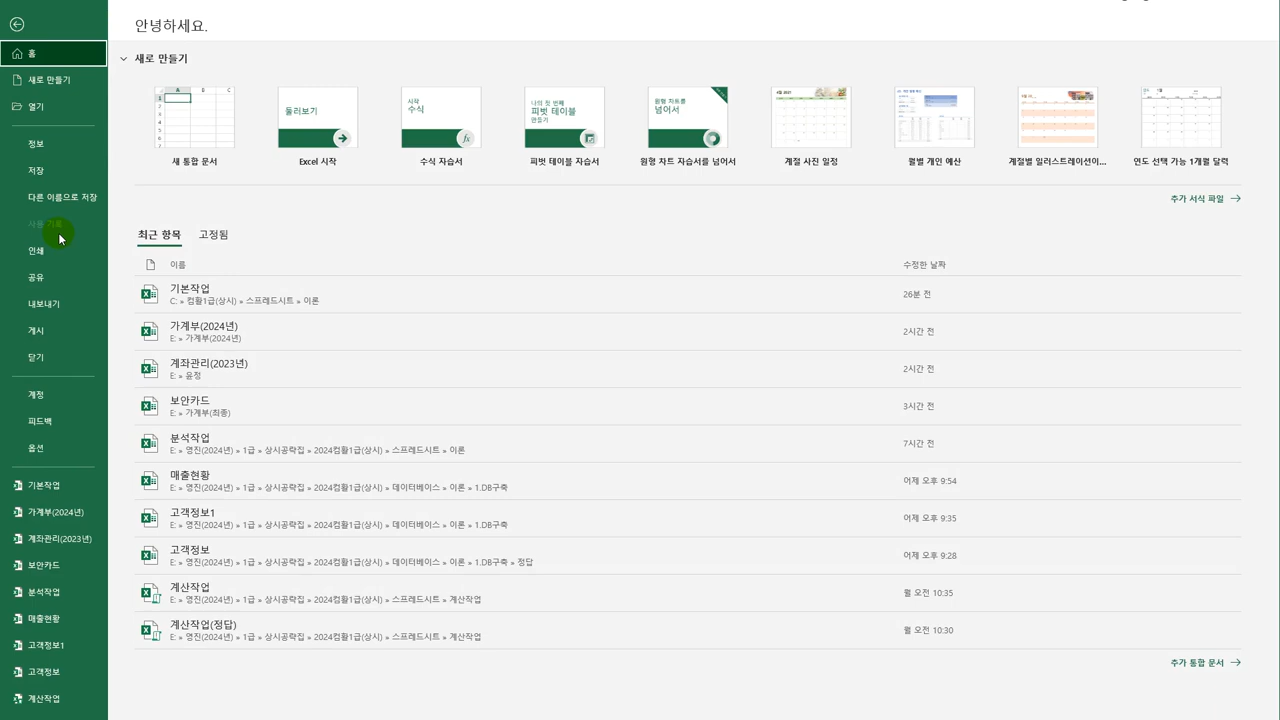 안녕하세요.
홈
새로 만들기
열기
정보
저장
다른 이름으로 저장
사용 기록
인쇄
공유
내보내기
게시
닫기
계정
피드백
옵션
기본작업
가계부(2024년)
계좌관리(2023년)
보안카드
분석작업
매출현황
고객정보1
고객정보
계산작업
새로 만들기
새 통합 문서
둘러보기
Excel 시작
시작
수식
fx
수식 자습서
나의 첫 번째
피벗 테이블
만들기
피벗 테이블 자습서
원형 차트를
넘어서
원형 차트 자습서를 넘어서
계절 사진 일정
월별 개인 예산
계절별 일러스트레이션이...
연도 선택 가능 1개월 달력
추가 서식 파일
최근 항목 고정됨
이름 수정한 날짜
기본작업
C: » 컴활1급(상시) » 스프레드시트 » 이론
26분 전
가계부(2024년)
E: » 가계부(2024년)
2시간 전
계좌관리(2023년)
E: » 윤정
2시간 전
보안카드
E: » 가계부(최종)
3시간 전
분석작업
E: » 영진(2024년) » 1급 » 상시공략집 » 2024컴활1급(상시) » 스프레드시트 » 이론
7시간 전
매출현황
E: » 영진(2024년) » 1급 » 상시공략집 » 2024컴활1급(상시) » 데이터베이스 » 이론 » 1.DB구축
어제 오후 9:54
고객정보1
E: » 영진(2024년) » 1급 » 상시공략집 » 2024컴활1급(상시) » 데이터베이스 » 이론 » 1.DB구축
어제 오후 9:35
고객정보
E: » 영진(2024년) » 1급 » 상시공략집 » 2024컴활1급(상시) » 데이터베이스 » 이론 » 1.DB구축 » 정답
어제 오후 9:28
계산작업
E: » 영진(2024년) » 1급 » 상시공략집 » 2024컴활1급(상시) » 스프레드시트 » 계산작업
월 오전 10:35
계산작업(정답)
E: » 영진(2024년) » 1급 » 상시공략집 » 2024컴활1급(상시) » 스프레드시트 » 계산작업
월 오전 10:30
추가 통합 문서